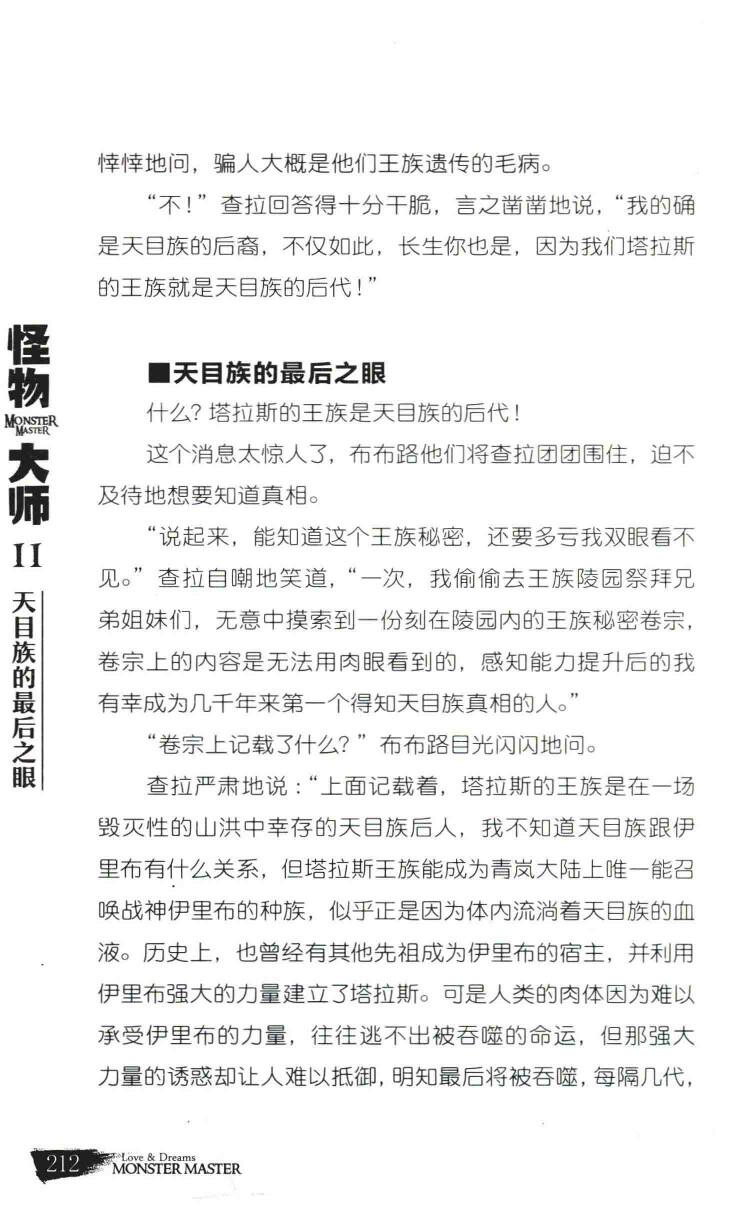 悻悻地问，骗人大概是他们王族遗传的毛病。
“不！”查拉回答得十分干脆，言之凿凿地说，“我的确
是天目族的后裔，不仅如此，长生你也是，因为我们塔拉斯
的王族就是天目族的后代！”
■天目族的最后之眼
什么？塔拉斯的王族是天目族的后代！
这个消息太惊人了，布布路他们将查拉团团围住，迫不
及待地想要知道真相。
“说起来，能知道这个王族秘密，还要多亏我双眼看不
见。”查拉自嘲地笑道，“一次，我偷偷去王族陵园祭拜兄
弟姐妹们，无意中摸索到一份刻在陵园内的王族秘密卷宗，
卷宗上的内容是无法用肉眼看到的，感知能力提升后的我
有幸成为几千年来第一个得知天目族真相的人。”
“卷宗上记载了什么？”布布路目光闪闪地问。
查拉严肃地说：“上面记载着，塔拉斯的王族是在一场
毁灭性的山洪中幸存的天目族后人，我不知道天目族跟伊
里布有什么关系，但塔拉斯王族能成为青岚大陆上唯一能召
唤战神伊里布的种族，似乎正是因为体内流淌着天目族的血
液。历史上，也曾经有其他先祖成为伊里布的宿主，并利用
伊里布强大的力量建立了塔拉斯。可是人类的肉体因为难以
承受伊里布的力量，往往逃不出被吞噬的命运，但那强大
力量的诱惑却让人难以抵御，明知最后将被吞噬，每隔几代，
怪物
MONSTER
MASTER
大师
II
天目族的最后之眼
212
Love & Dreams
MONSTER MASTER